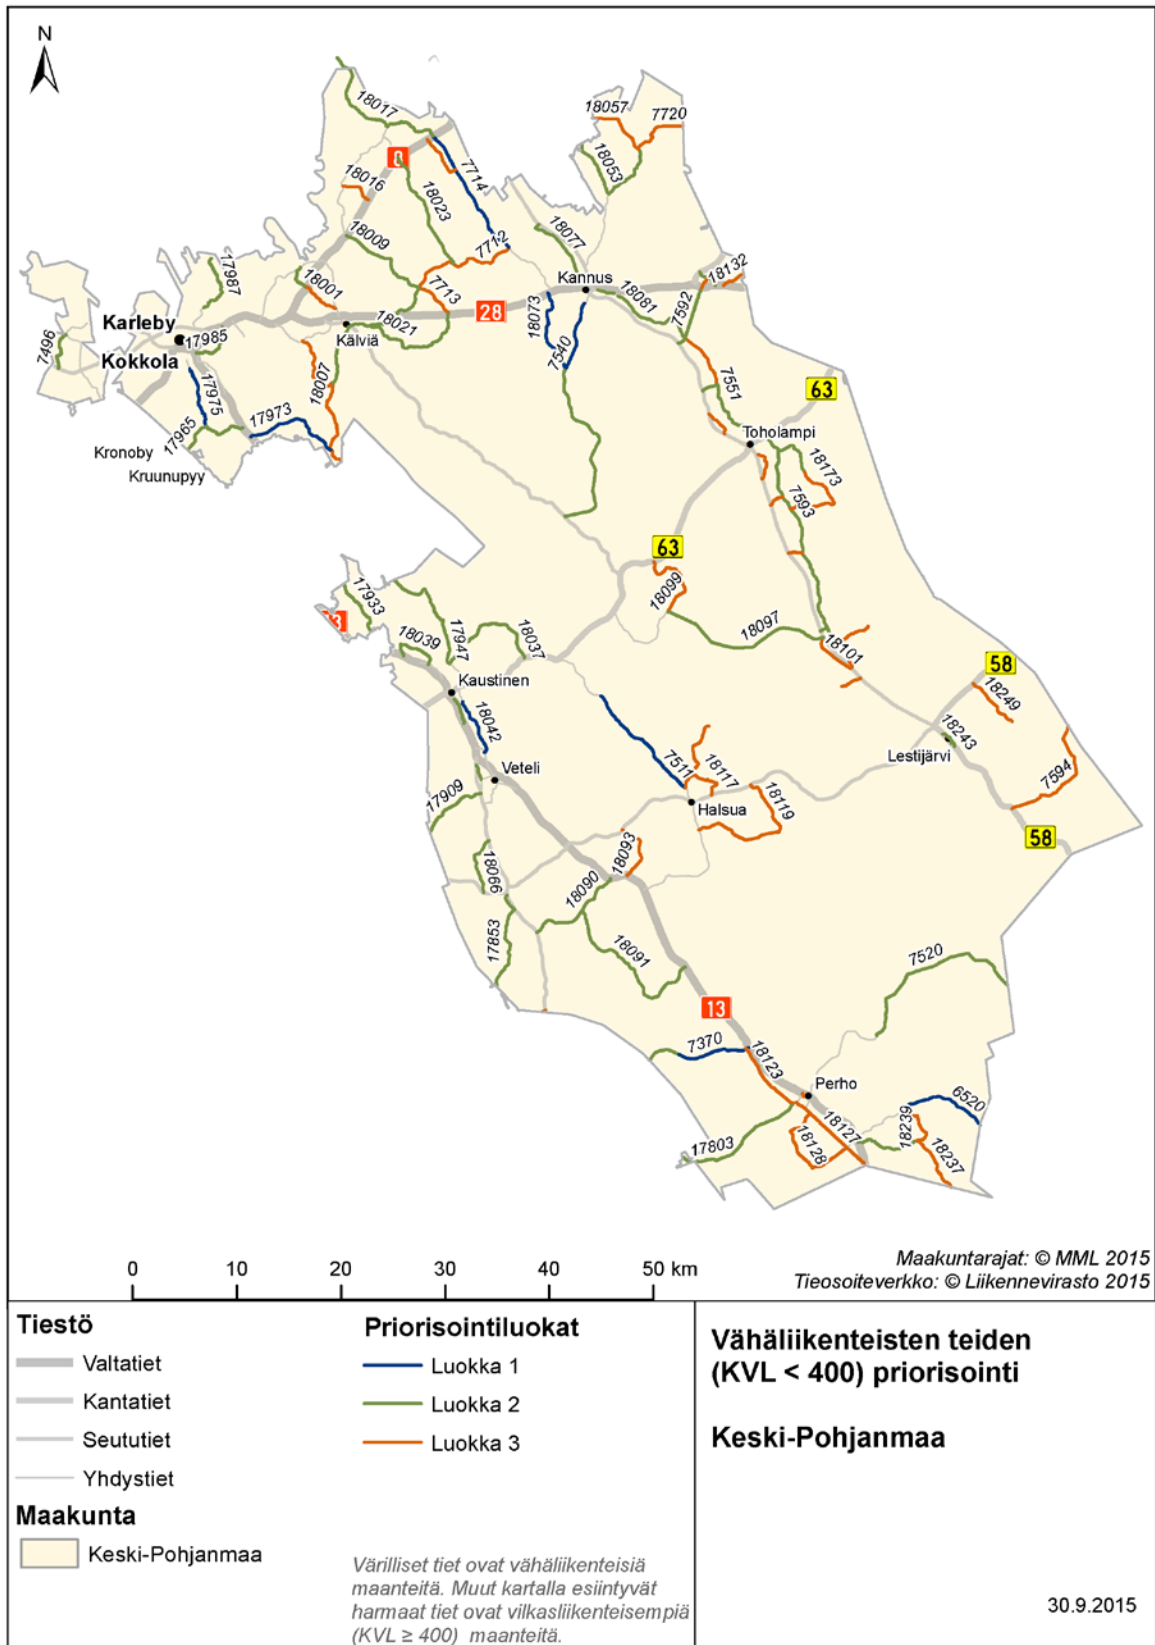 N
18017
18057
7720
8
7714
18053
18016
18023
18009
7712
18077
17987
18001
7713
Kannus
18132
28
18073
18081
7592
Karleby
Kokkola
17985
18021
Kälviä
7496
7540
17975
18007
7551
63
17965
17973
Toholampi
Kronoby
Kruunupyy
18173
7593
63
18099
17933
18039
17947
18037
18097
18101
58
Kaustinen
18249
18042
18243
Lestijärvi
Veteli
7511
18117
7594
17909
Halsua
18119
58
18093
18066
18090
17853
18091
7520
13
7370
18123
Perho
6520
18127
18239
17803
18128
18237
0 10 20 30 40 50 km
Maakuntarajat: © MML 2015
Tieosoiteverkko: © Liikennevirasto 2015
Tiestö
Valtatiet
Kantatiet
Seututiet
Yhdystiet
Maakunta
Keski-Pohjanmaa
Priorisointiluokat
Luokka 1
Luokka 2
Luokka 3
Värilliset tiet ovat vähäliikenteisiä
maanteitä. Muut kartalla esiintyvät
harmaat tiet ovat vilkasliikenteisempiä
(KVL ≥ 400) maanteitä.
Vähäliikenteisten teiden
(KVL < 400) priorisointi
Keski-Pohjanmaa
30.9.2015